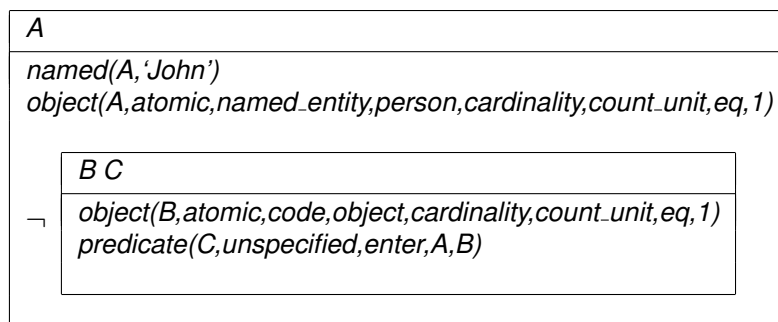 A
named(A,‘John’)
object(A,atomic,named_entity,person,cardinality,count_unit,eq,1)
B C
¬ object(B,atomic,code,object,cardinality,count_unit,eq,1)
predicate(C,unspecified,enter,A,B)